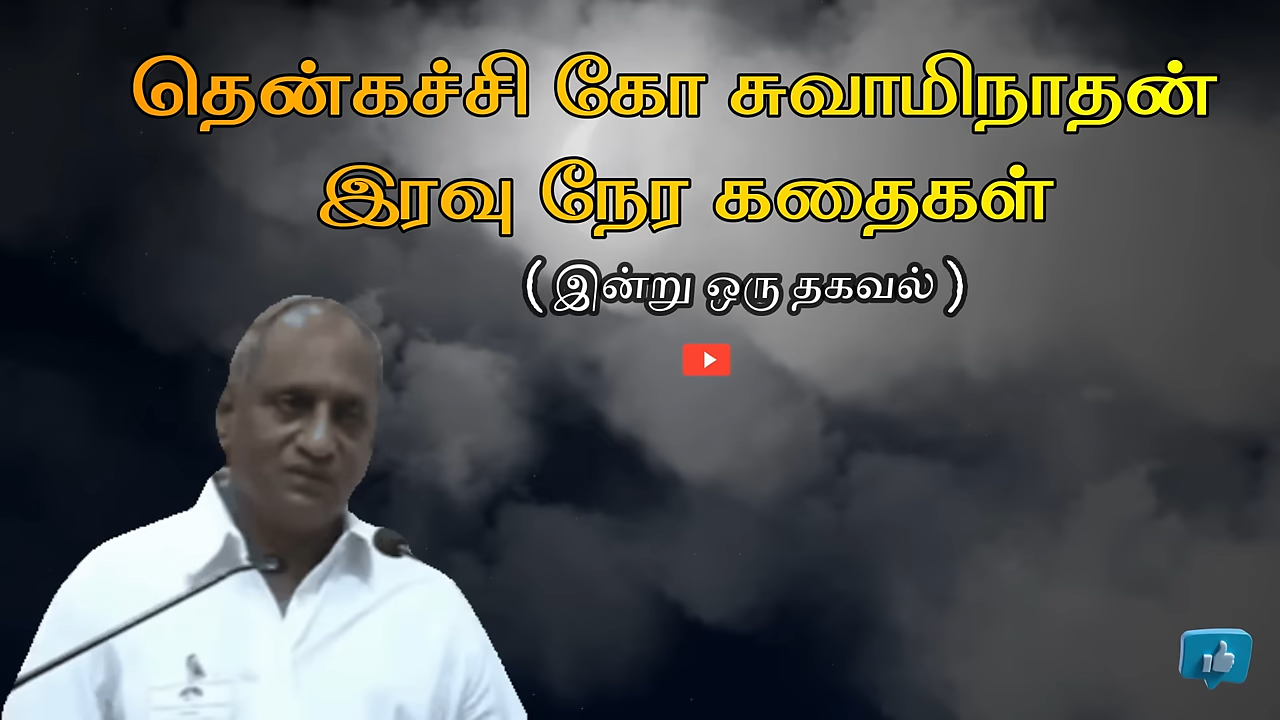 தென்கச்சி கோ சுவாமிநாதன்
இரவு நேர கதைகள்
( இன்று ஒரு தகவல் )